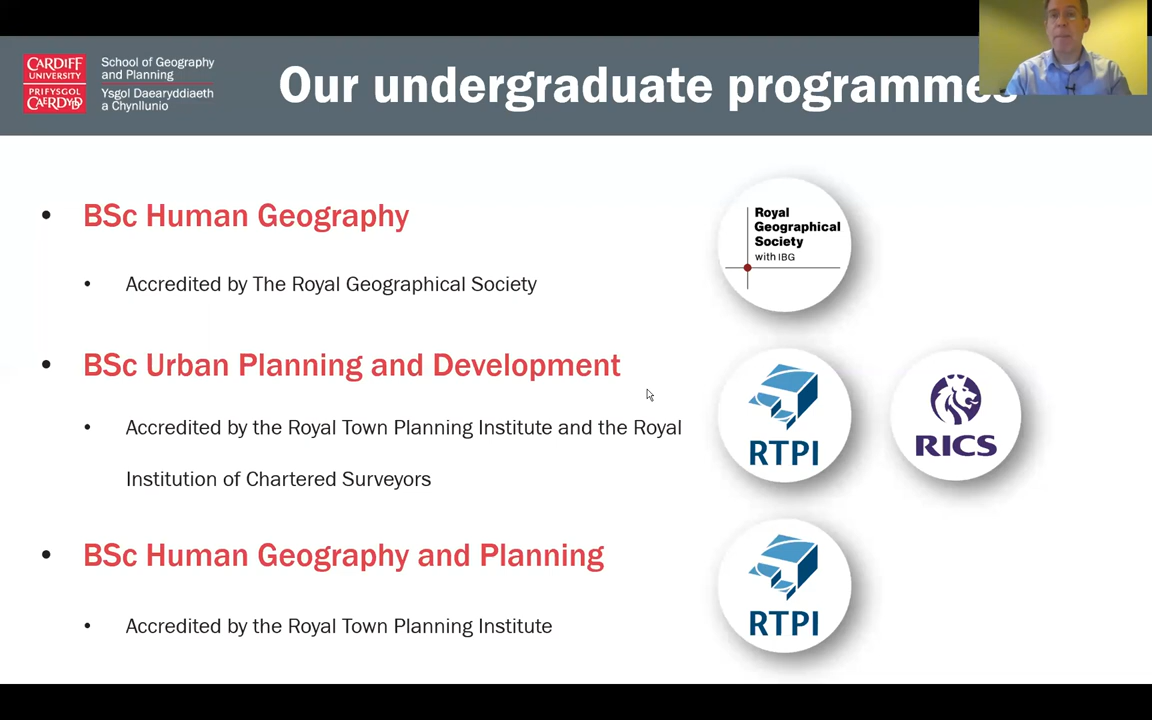 CARDIFF
UNIVERSITY
PRIFYSGOL
CAERDYDD
School of Geography
and Planning
Ysgol Daearyddiaeth
a Chynllunio
Our undergraduate programmes
• BSc Human Geography
• Accredited by The Royal Geographical Society
Royal
Geographical
Society
with IBG
• BSc Urban Planning and Development
• Accredited by the Royal Town Planning Institute and the Royal
Institution of Chartered Surveyors
RTPI
RICS
• BSc Human Geography and Planning
• Accredited by the Royal Town Planning Institute
RTPI